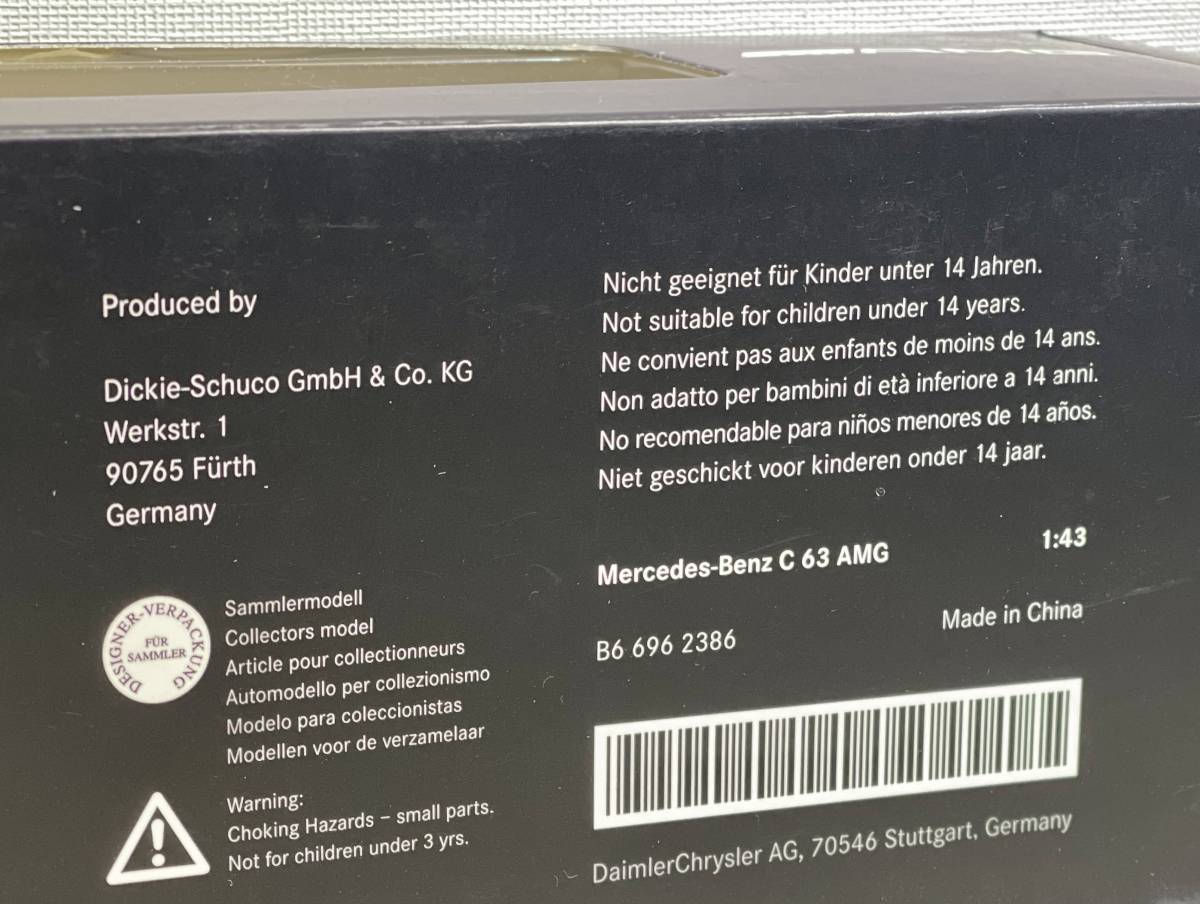 Produced by
Dickie-Schuco GmbH & Co. KG
Werkstr. 1
90765 Fürth
Germany
DESIGNER-VERPACKUNG
FÜR
SAMMLER
Sammlermodell
Collectors model
Article pour collectionneurs
Automodello per collezionismo
Modelo para coleccionistas
Modellen voor de verzamelaar
Warning:
Choking Hazards – small parts.
Not for children under 3 yrs.
Nicht geeignet für Kinder unter 14 Jahren.
Not suitable for children under 14 years.
Ne convient pas aux enfants de moins de 14 ans.
Non adatto per bambini di età inferiore a 14 anni.
No recomendable para niños menores de 14 años.
Niet geschickt voor kinderen onder 14 jaar.
Mercedes-Benz C 63 AMG 1:43
Made in China
B6 696 2386
DaimlerChrysler AG, 70546 Stuttgart, Germany